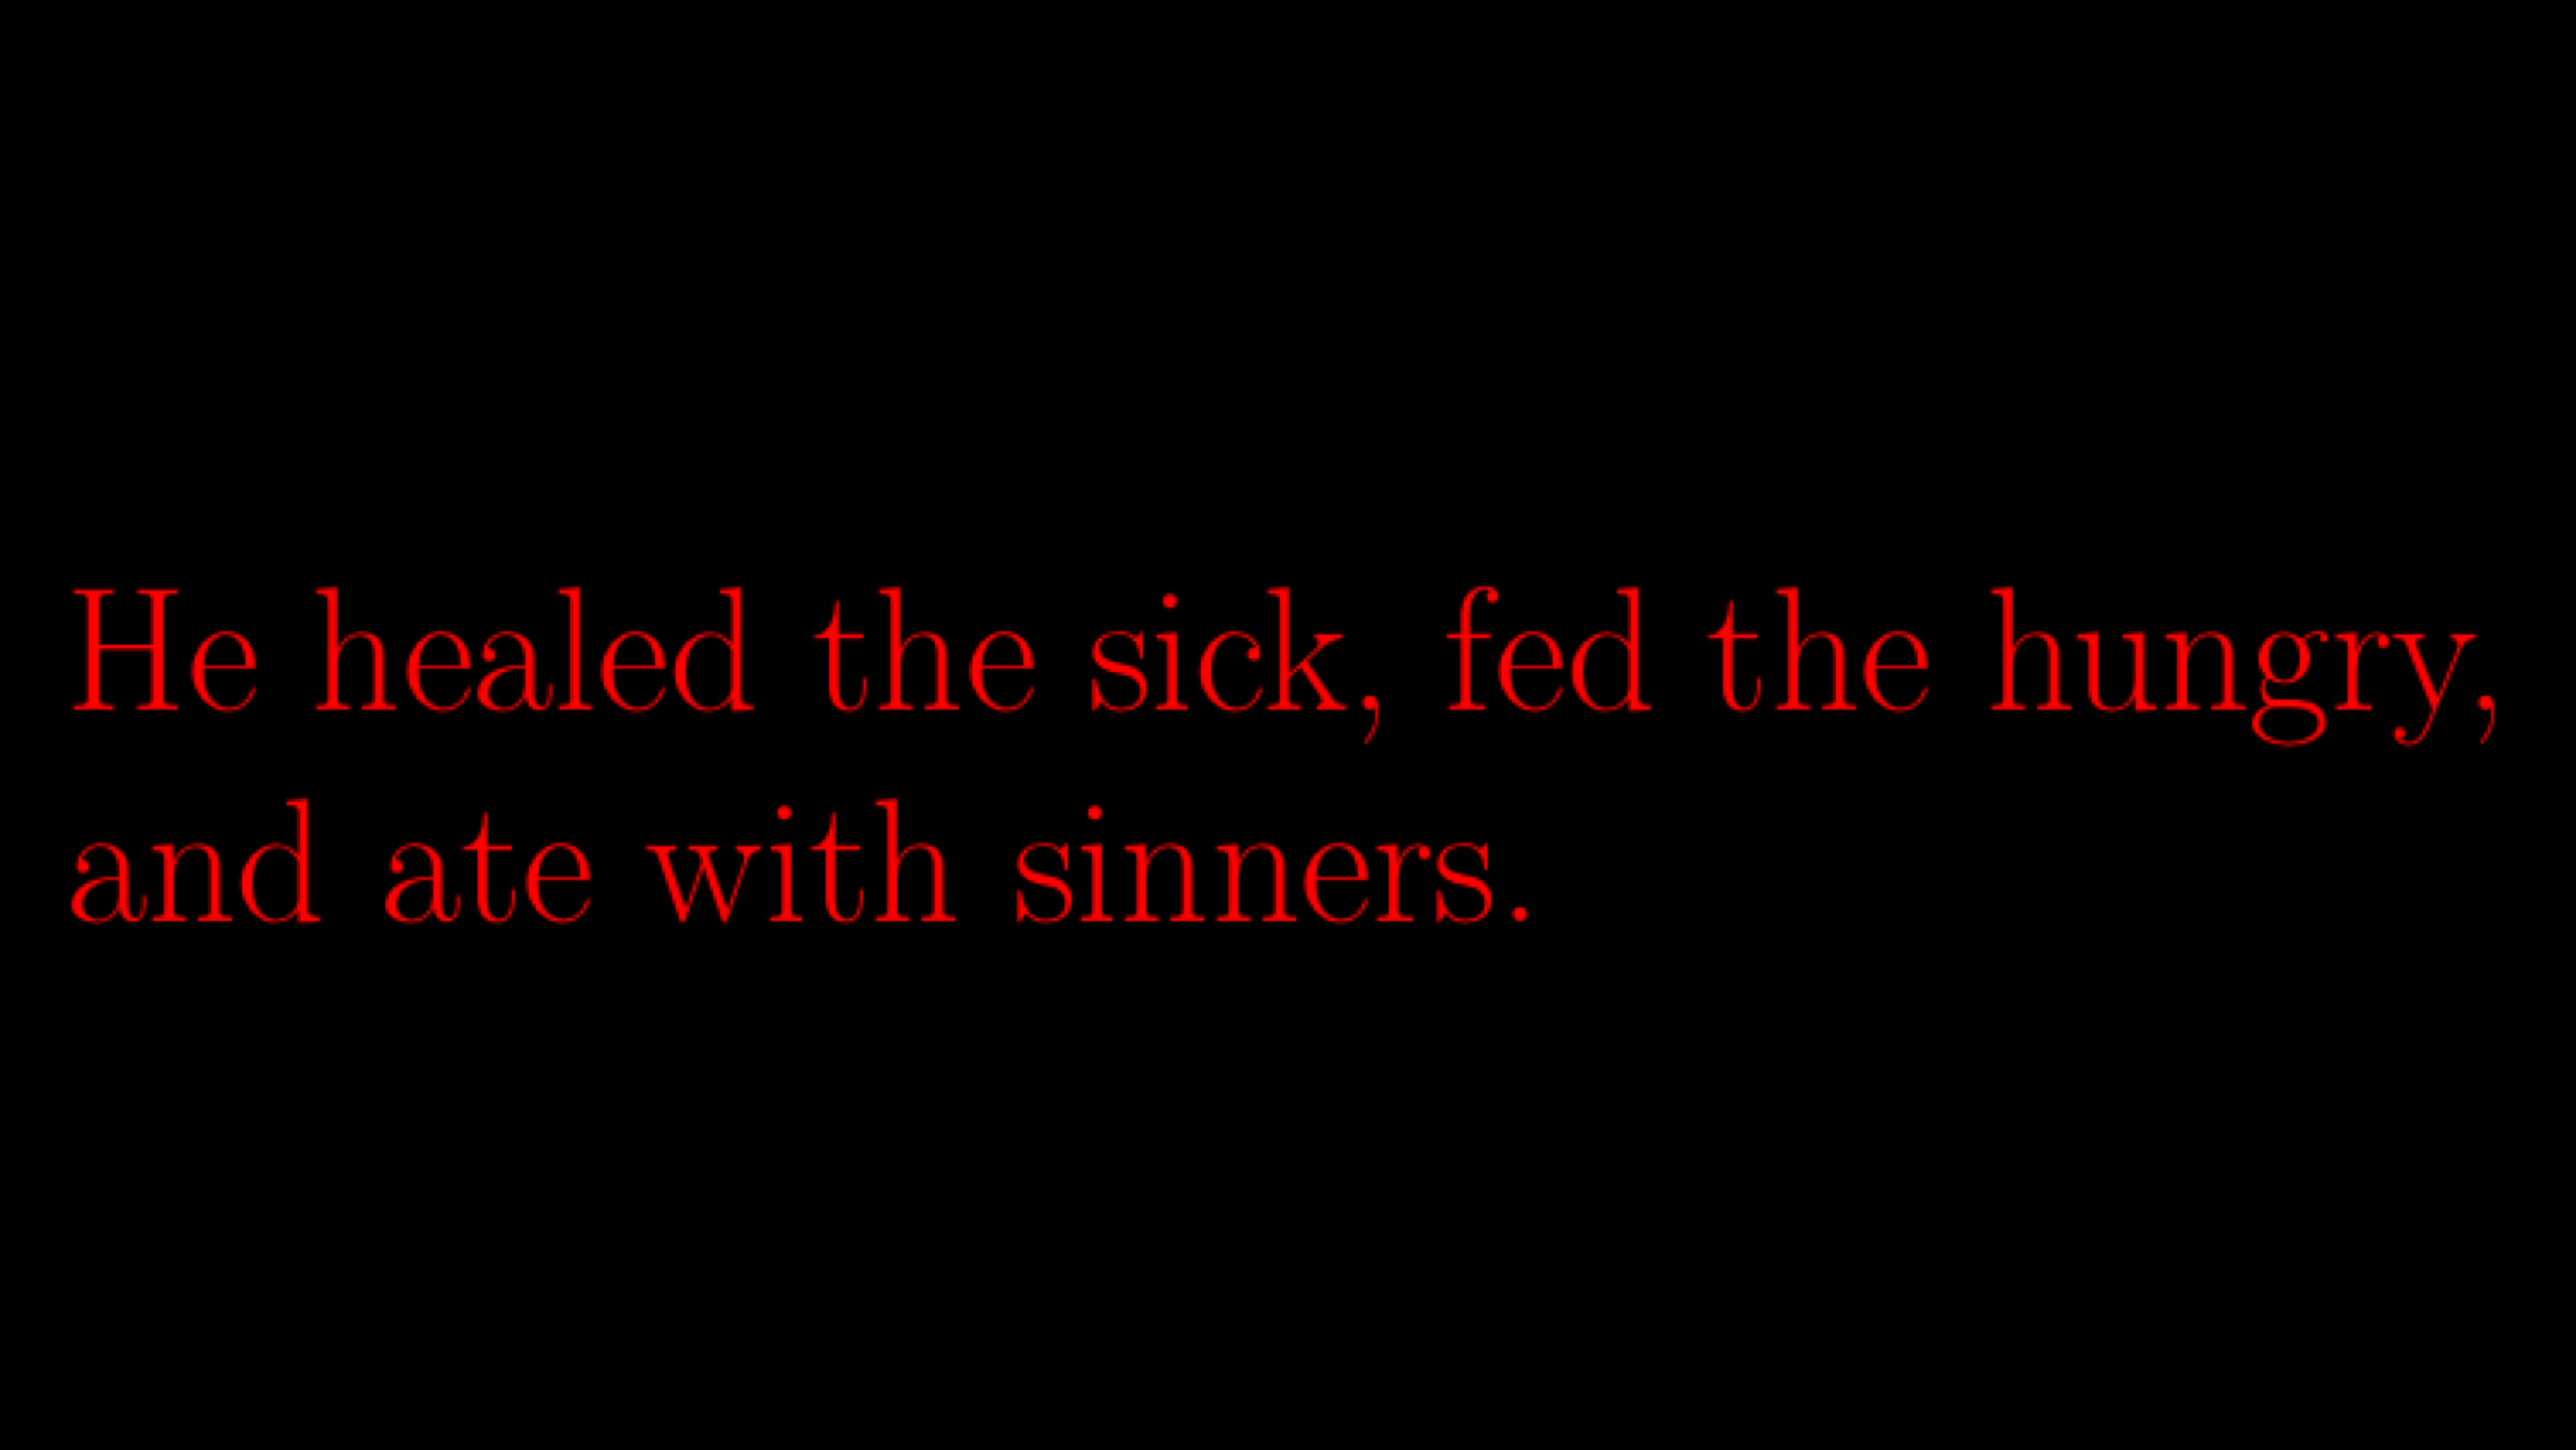 He healed the sick, fed the hungry,
and ate with sinners.